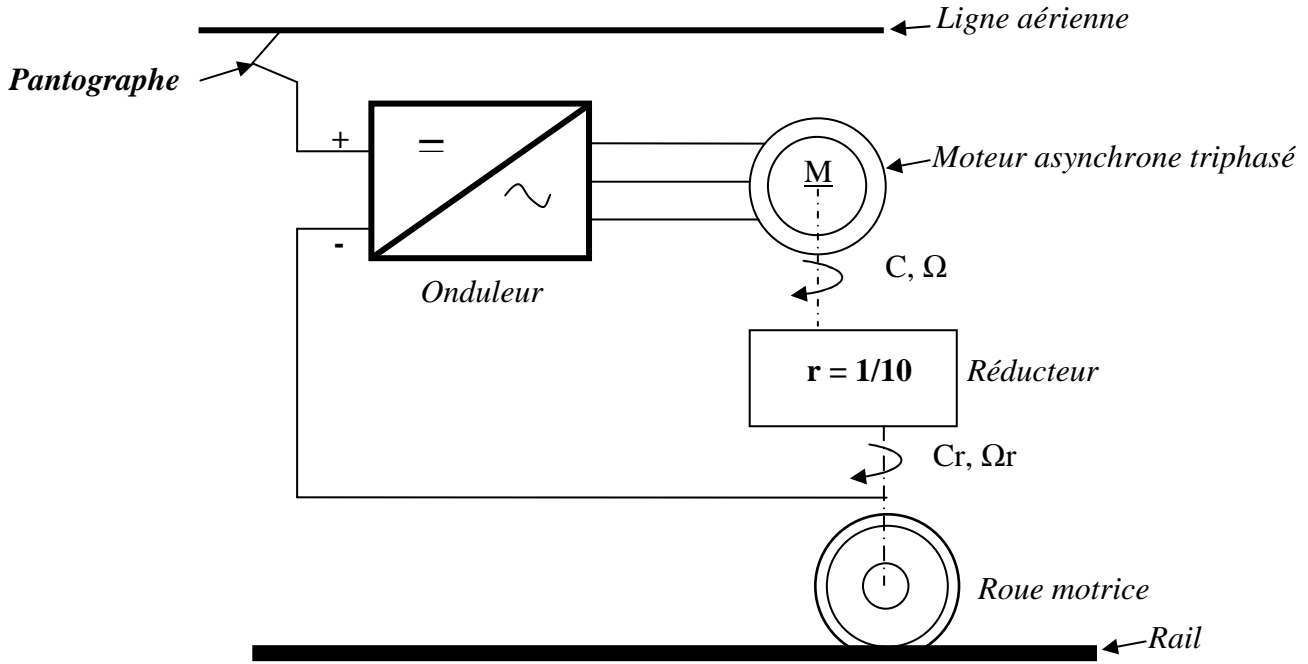 Ligne aérienne
Pantographe
+
=
M
Moteur asynchrone triphasé
-
Onduleur
C, Ω
r = 1/10
Réducteur
Cr, Ωr
Roue motrice
Rail